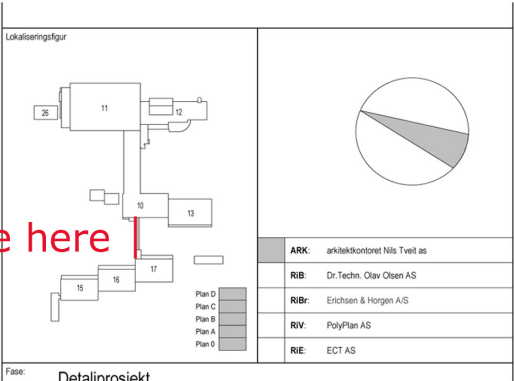 Lokaliseringsfigur
26
11
12
10
13
e here
17
16
15
Plan D
Plan C
Plan B
Plan A
Plan 0
ARK: arkitektkontoret Nils Tveit as
RiB: Dr.Techn. Olav Olsen AS
RiBr: Erichsen & Horgen A/S
RiV: PolyPlan AS
RiE: ECT AS
Fase:
Detaljprosjekt